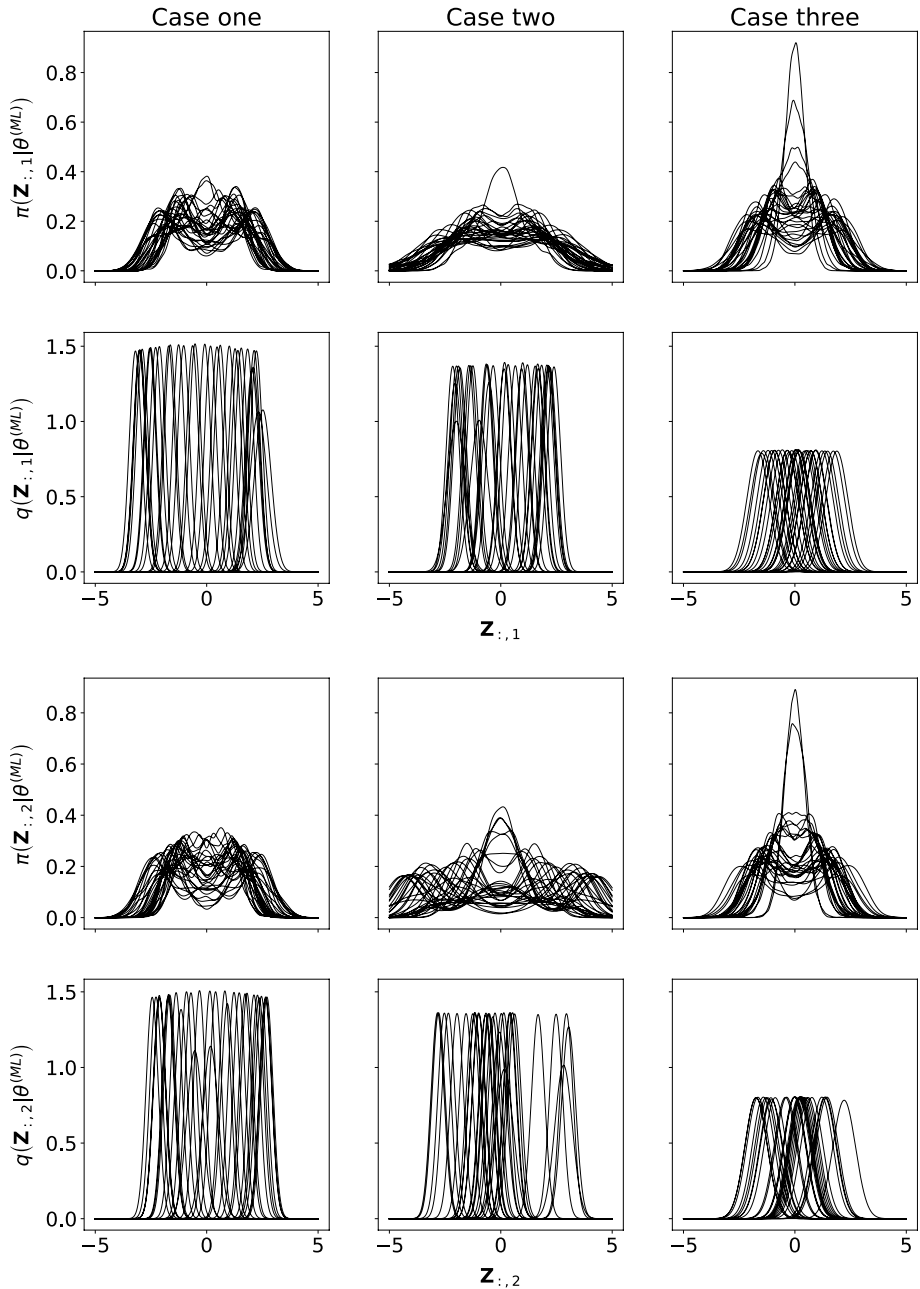 Case one Case two Case three
π(Z:,1|θ(ML))
0.8
0.6
0.4
0.2
0.0
q(Z:,1|θ(ML))
1.5
1.0
0.5
0.0
−5 0 5 −5 0 5 −5 0 5
Z:,1
π(Z:,2|θ(ML))
0.8
0.6
0.4
0.2
0.0
q(Z:,2|θ(ML))
1.5
1.0
0.5
0.0
−5 0 5 −5 0 5 −5 0 5
Z:,2